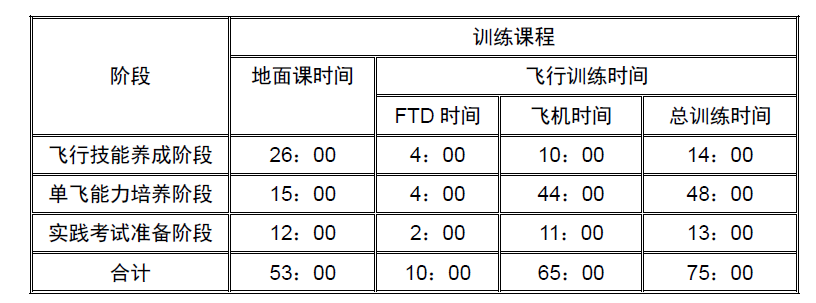 训练课程
阶段 地面课时间 飞行训练时间
FTD 时间 飞机时间 总训练时间
飞行技能养成阶段 26：00 4：00 10：00 14：00
单飞能力培养阶段 15：00 4：00 44：00 48：00
实践考试准备阶段 12：00 2：00 11：00 13：00
合计 53：00 10：00 65：00 75：00